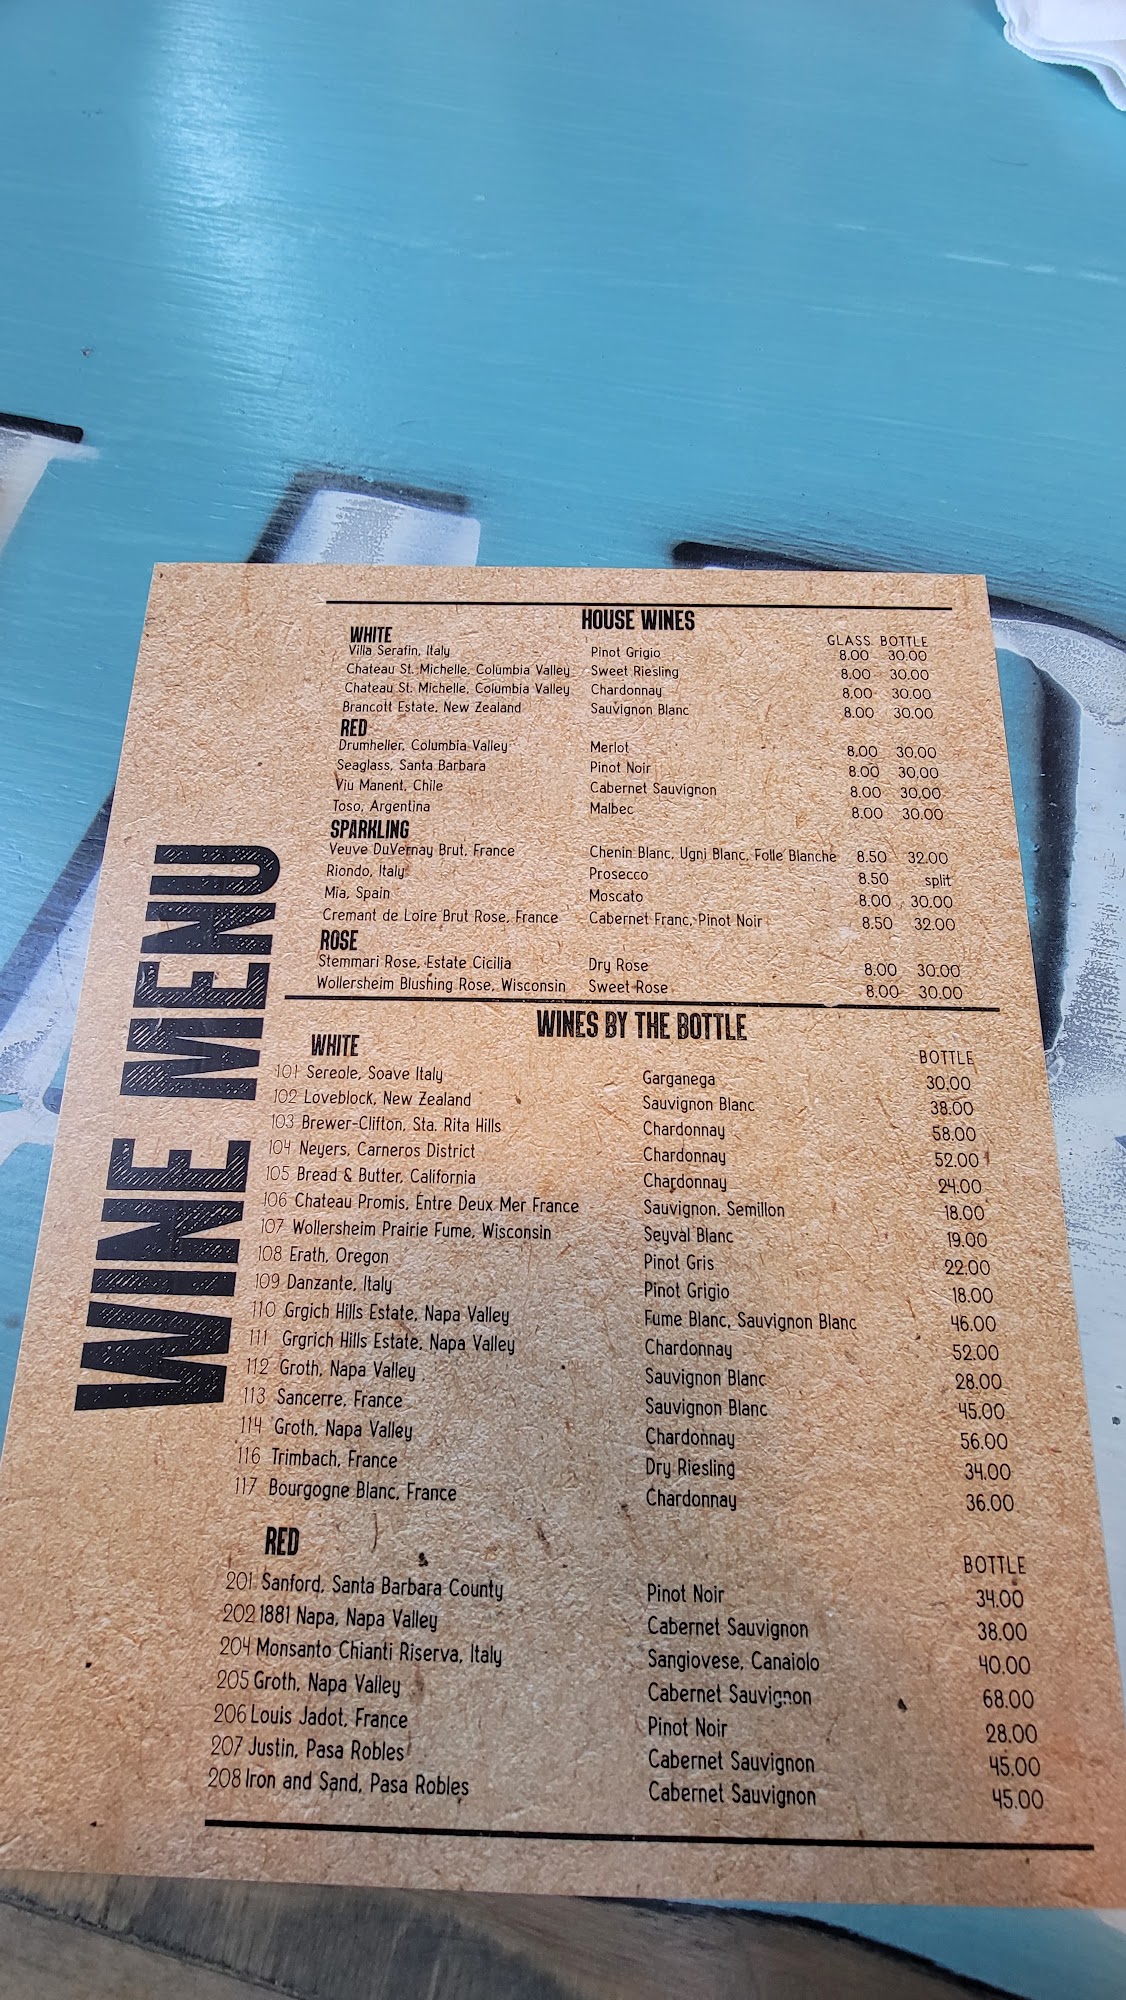 WINE MENU
HOUSE WINES
WHITE GLASS BOTTLE
Villa Serafin, Italy Pinot Grigio 8.00 30.00
Chateau St. Michelle, Columbia Valley Sweet Riesling 8.00 30.00
Chateau St. Michelle, Columbia Valley Chardonnay 8.00 30.00
Brancott Estate, New Zealand Sauvignon Blanc 8.00 30.00
RED
Drumheller, Columbia Valley Merlot 8.00 30.00
Seaglass, Santa Barbara Pinot Noir 8.00 30.00
Viu Manent, Chile Cabernet Sauvignon 8.00 30.00
Toso, Argentina Malbec 8.00 30.00
SPARKLING
Veuve DuVernay Brut, France Chenin Blanc, Ugni Blanc, Folle Blanche 8.50 32.00
Riondo, Italy Prosecco 8.50 split
Mia, Spain Moscato 8.00 30.00
Cremant de Loire Brut Rose, France Cabernet Franc, Pinot Noir 8.50 32.00
ROSE
Stemmari Rose, Estate Cicilia Dry Rose 8.00 30.00
Wollersheim Blushing Rose, Wisconsin Sweet Rose 8.00 30.00
WINES BY THE BOTTLE
WHITE BOTTLE
101 Sereole, Soave Italy Garganega 30.00
102 Loveblock, New Zealand Sauvignon Blanc 38.00
103 Brewer-Clifton, Sta. Rita Hills Chardonnay 58.00
104 Neyers, Carneros District Chardonnay 52.00
105 Bread & Butter, California Chardonnay 24.00
106 Chateau Promis, Entre Deux Mer France Sauvignon, Semillon 18.00
107 Wollersheim Prairie Fume, Wisconsin Seyval Blanc 19.00
108 Erath, Oregon Pinot Gris 22.00
109 Danzante, Italy Pinot Grigio 18.00
110 Grgich Hills Estate, Napa Valley Fume Blanc, Sauvignon Blanc 46.00
111 Grgrich Hills Estate, Napa Valley Chardonnay 52.00
112 Groth, Napa Valley Sauvignon Blanc 28.00
113 Sancerre, France Sauvignon Blanc 45.00
114 Groth, Napa Valley Chardonnay 56.00
116 Trimbach, France Dry Riesling 34.00
117 Bourgogne Blanc, France Chardonnay 36.00
RED BOTTLE
201 Sanford, Santa Barbara County Pinot Noir 34.00
202 1881 Napa, Napa Valley Cabernet Sauvignon 38.00
204 Monsanto Chianti Riserva, Italy Sangiovese, Canaiolo 40.00
205 Groth, Napa Valley Cabernet Sauvignon 68.00
206 Louis Jadot, France Pinot Noir 28.00
207 Justin, Pasa Robles Cabernet Sauvignon 45.00
208 Iron and Sand, Pasa Robles Cabernet Sauvignon 45.00